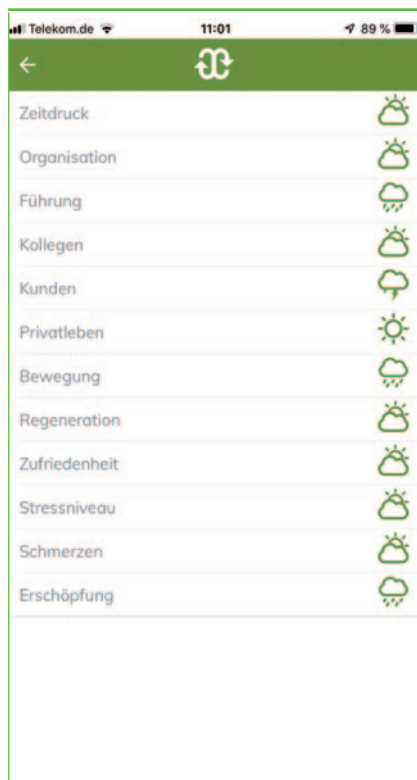 Telekom.de 11:01 89 %
Zeitdruck
Organisation
Führung
Kollegen
Kunden
Privatleben
Bewegung
Regeneration
Zufriedenheit
Stressniveau
Schmerzen
Erschöpfung